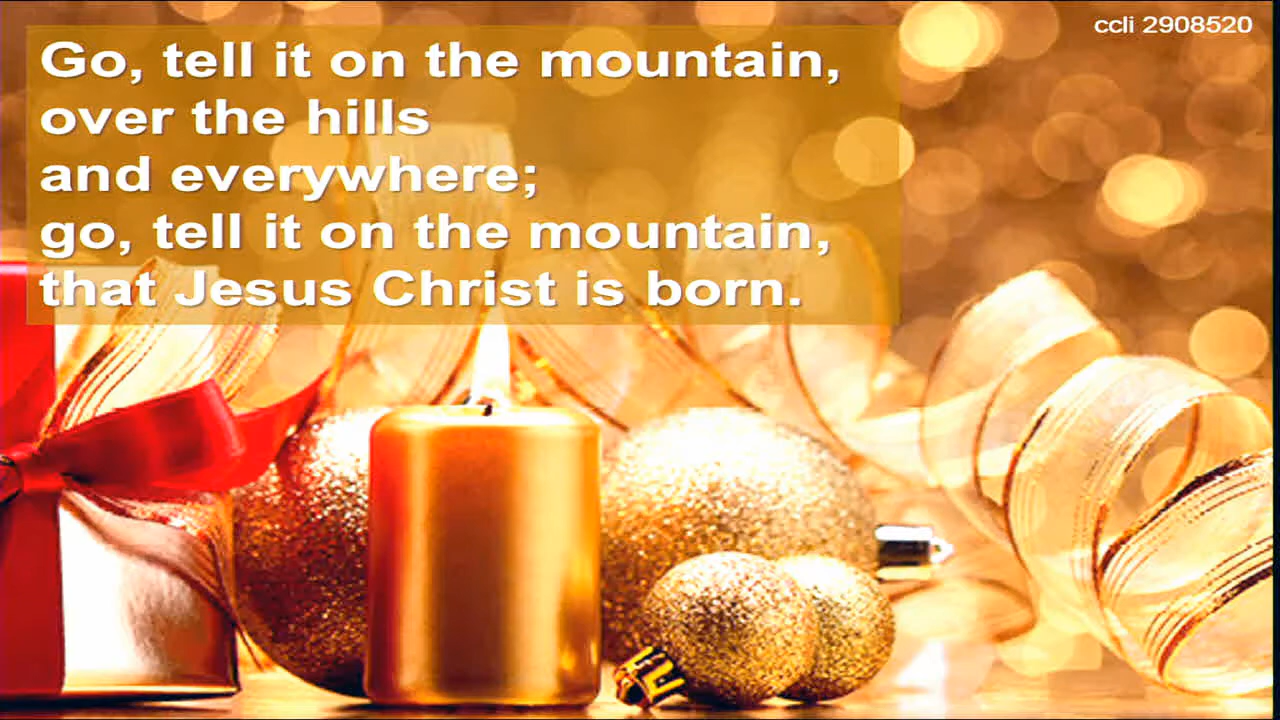 ccli 2908520
Go, tell it on the mountain,
over the hills
and everywhere;
go, tell it on the mountain,
that Jesus Christ is born.